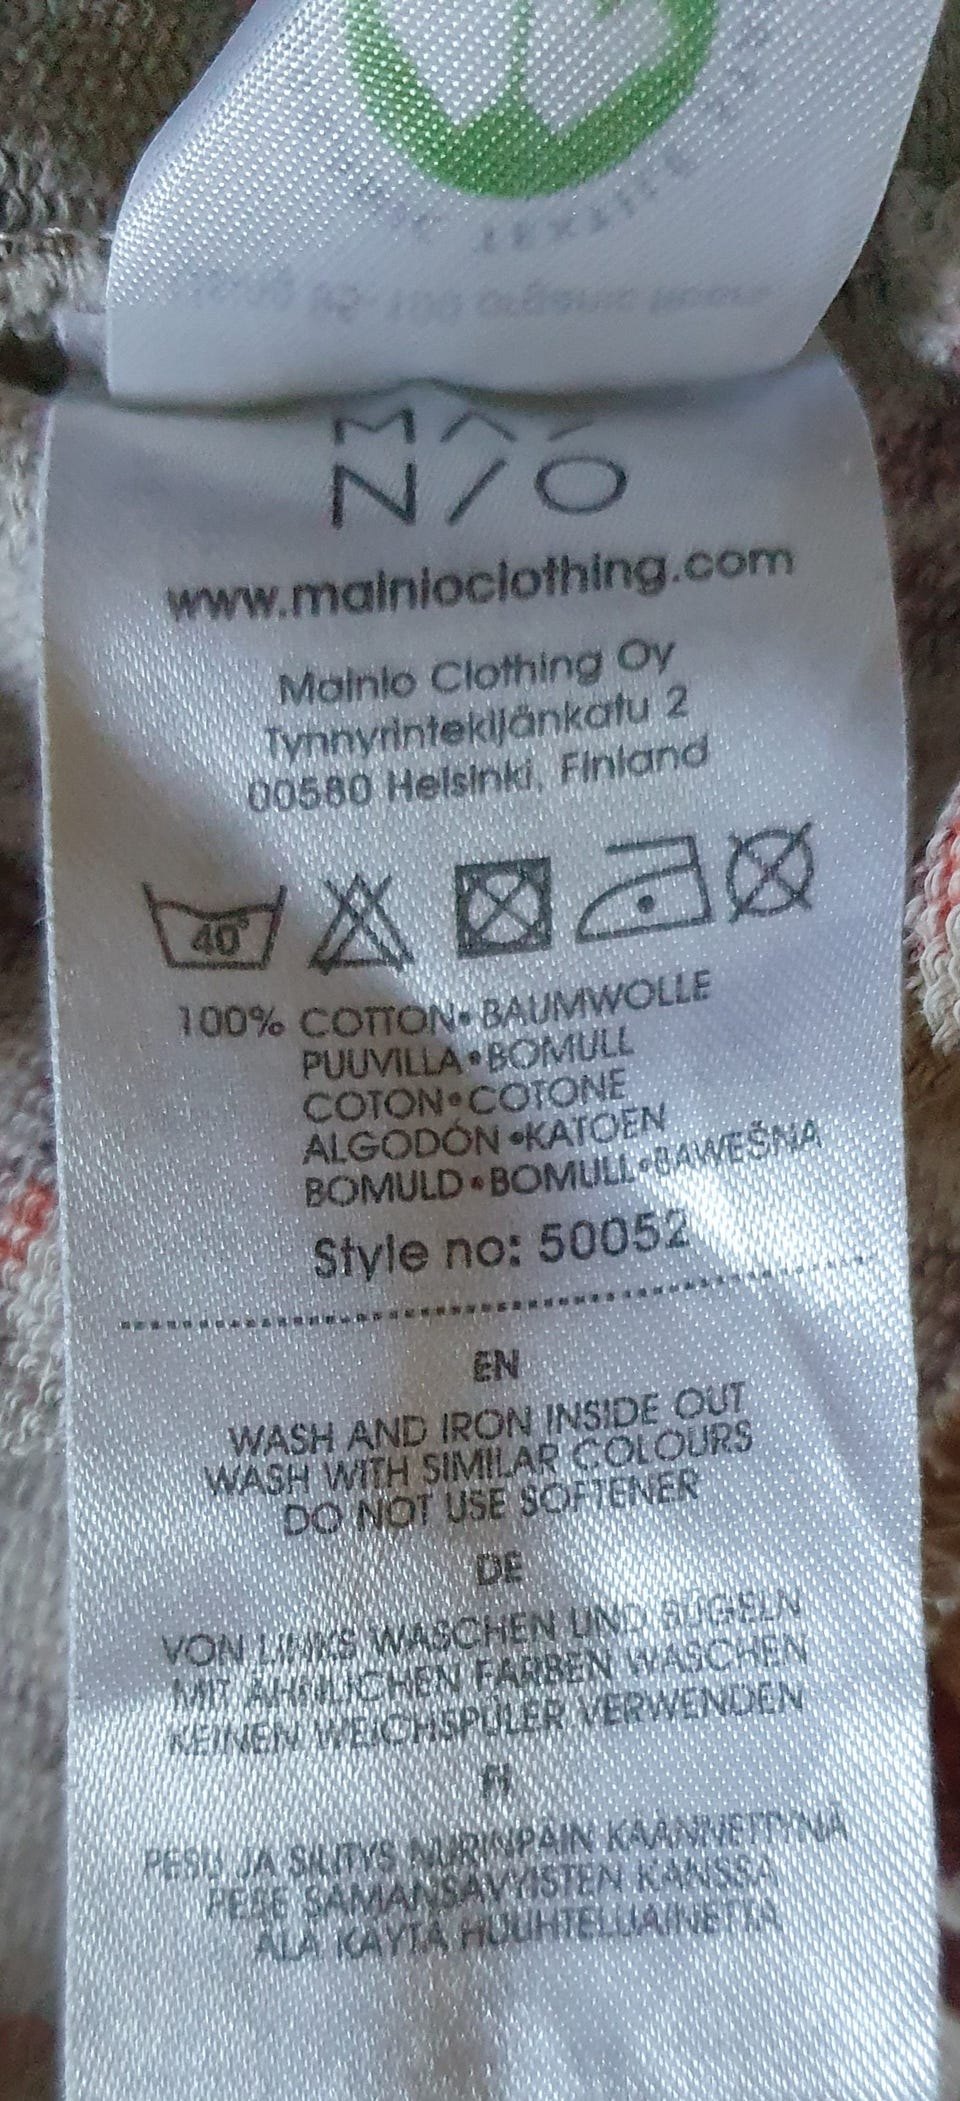 MAI
N/O
www.mainioclothing.com
Mainio Clothing Oy
Tynnyrintekijänkatu 2
00580 Helsinki, Finland
40°
100% COTTON • BAUMWOLLE
PUUVILLA • BOMULL
COTON • COTONE
ALGODÓN • KATOEN
BOMULD • BOMULL • BAWEŠNA
Style no: 50052
EN
WASH AND IRON INSIDE OUT
WASH WITH SIMILAR COLOURS
DO NOT USE SOFTENER
DE
VON LINKS WASCHEN UND BÜGELN
MIT ÄHNLICHEN FARBEN WASCHEN
KEINEN WEICHSPÜLER VERWENDEN
FI
PESU JA SILITYS NURINPÄIN KÄÄNNETTYNÄ
PESE SAMANSÄVYISTEN KANSSA
ÄLÄ KÄYTÄ HUUHTELUAINETTA